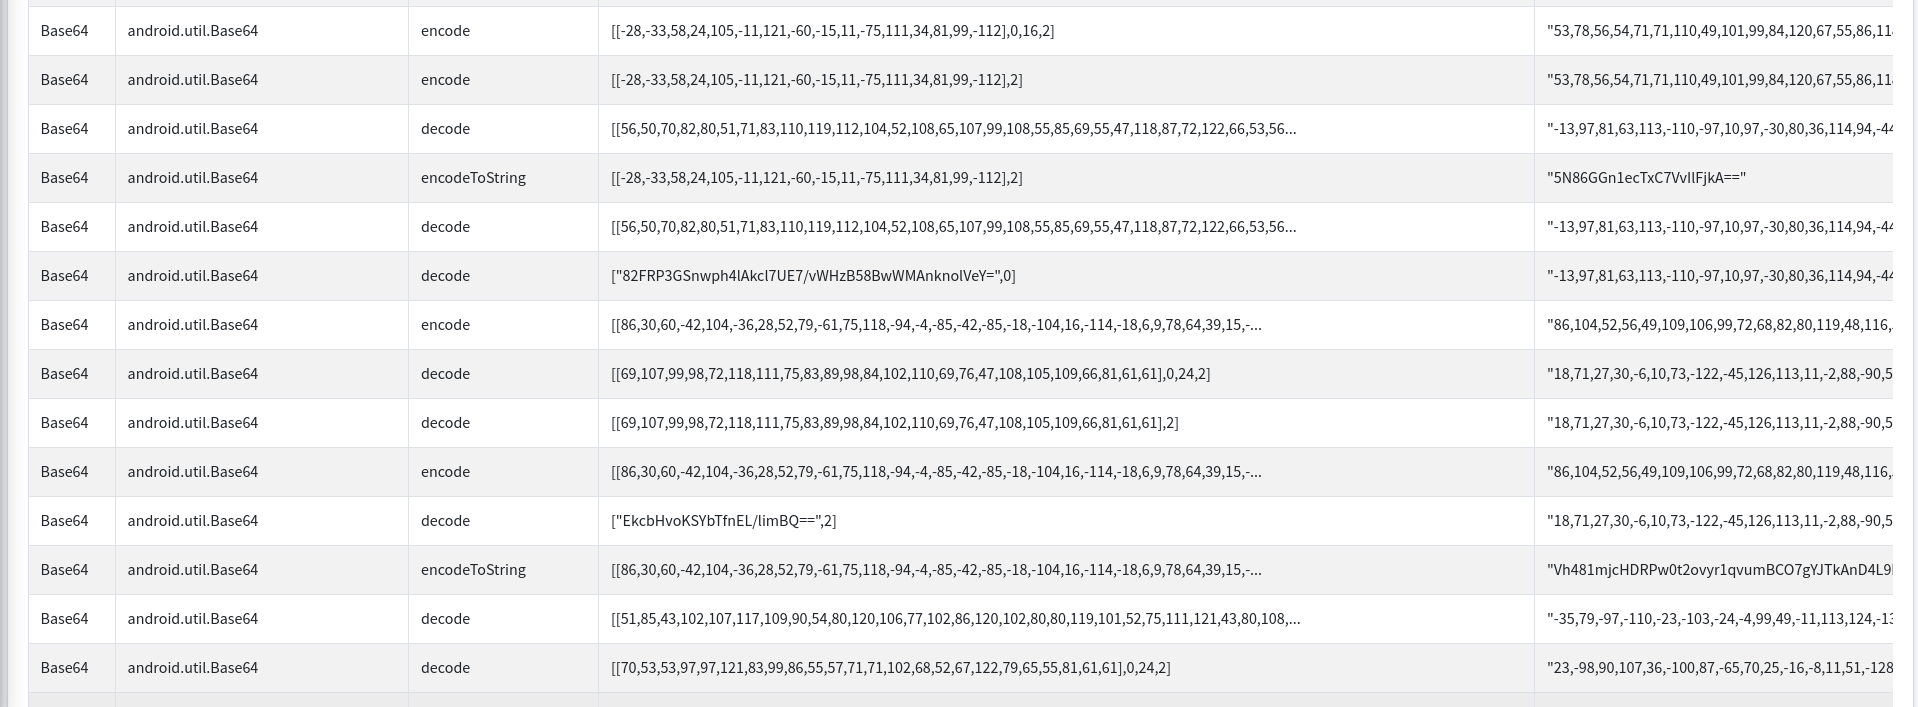 Base64 android.util.Base64 encode [[-28,-33,58,24,105,-11,121,-60,-15,11,-75,111,34,81,99,-112],0,16,2] "53,78,56,54,71,71,110,49,101,99,84,120,67,55,86,118
Base64 android.util.Base64 encode [[-28,-33,58,24,105,-11,121,-60,-15,11,-75,111,34,81,99,-112],2] "53,78,56,54,71,71,110,49,101,99,84,120,67,55,86,118
Base64 android.util.Base64 decode [[56,50,70,82,80,51,71,83,110,119,112,104,52,108,65,107,99,108,55,85,69,55,47,118,87,72,122,66,53,56... "-13,97,81,63,113,-110,-97,10,97,-30,80,36,114,94,-44
Base64 android.util.Base64 encodeToString [[-28,-33,58,24,105,-11,121,-60,-15,11,-75,111,34,81,99,-112],2] "5N86GGn1ecTxC7VvIlFjkA=="
Base64 android.util.Base64 decode [[56,50,70,82,80,51,71,83,110,119,112,104,52,108,65,107,99,108,55,85,69,55,47,118,87,72,122,66,53,56... "-13,97,81,63,113,-110,-97,10,97,-30,80,36,114,94,-44
Base64 android.util.Base64 decode ["82FRP3GSnwph4lAkcl7UE7/vWHzB58BwWMAnknolVeY=",0] "-13,97,81,63,113,-110,-97,10,97,-30,80,36,114,94,-44
Base64 android.util.Base64 encode [[86,30,60,-42,104,-36,28,52,79,-61,75,118,-94,-4,-85,-42,-85,-18,-104,16,-114,-18,6,9,78,64,39,15,-... "86,104,52,56,49,109,106,99,72,68,82,80,119,48,116,
Base64 android.util.Base64 decode [[69,107,99,98,72,118,111,75,83,89,98,84,102,110,69,76,47,108,105,109,66,81,61,61],0,24,2] "18,71,27,30,-6,10,73,-122,-45,126,113,11,-2,88,-90,5
Base64 android.util.Base64 decode [[69,107,99,98,72,118,111,75,83,89,98,84,102,110,69,76,47,108,105,109,66,81,61,61],2] "18,71,27,30,-6,10,73,-122,-45,126,113,11,-2,88,-90,5
Base64 android.util.Base64 encode [[86,30,60,-42,104,-36,28,52,79,-61,75,118,-94,-4,-85,-42,-85,-18,-104,16,-114,-18,6,9,78,64,39,15,-... "86,104,52,56,49,109,106,99,72,68,82,80,119,48,116,
Base64 android.util.Base64 decode ["EkcbHvoKSYbTfnEL/limBQ==",2] "18,71,27,30,-6,10,73,-122,-45,126,113,11,-2,88,-90,5
Base64 android.util.Base64 encodeToString [[86,30,60,-42,104,-36,28,52,79,-61,75,118,-94,-4,-85,-42,-85,-18,-104,16,-114,-18,6,9,78,64,39,15,-... "Vh481mjcHDRPw0t2ovyr1qvumBCO7gYJTkAnD4L9
Base64 android.util.Base64 decode [[51,85,43,102,107,117,109,90,54,80,120,106,77,102,86,120,102,80,80,119,101,52,75,111,121,43,80,108,... "-35,79,-97,-110,-23,-103,-24,-4,99,49,-11,113,124,-13
Base64 android.util.Base64 decode [[70,53,53,97,97,121,83,99,86,55,57,71,71,102,68,52,67,122,79,65,55,81,61,61],0,24,2] "23,-98,90,107,36,-100,87,-65,70,25,-16,-8,11,51,-128